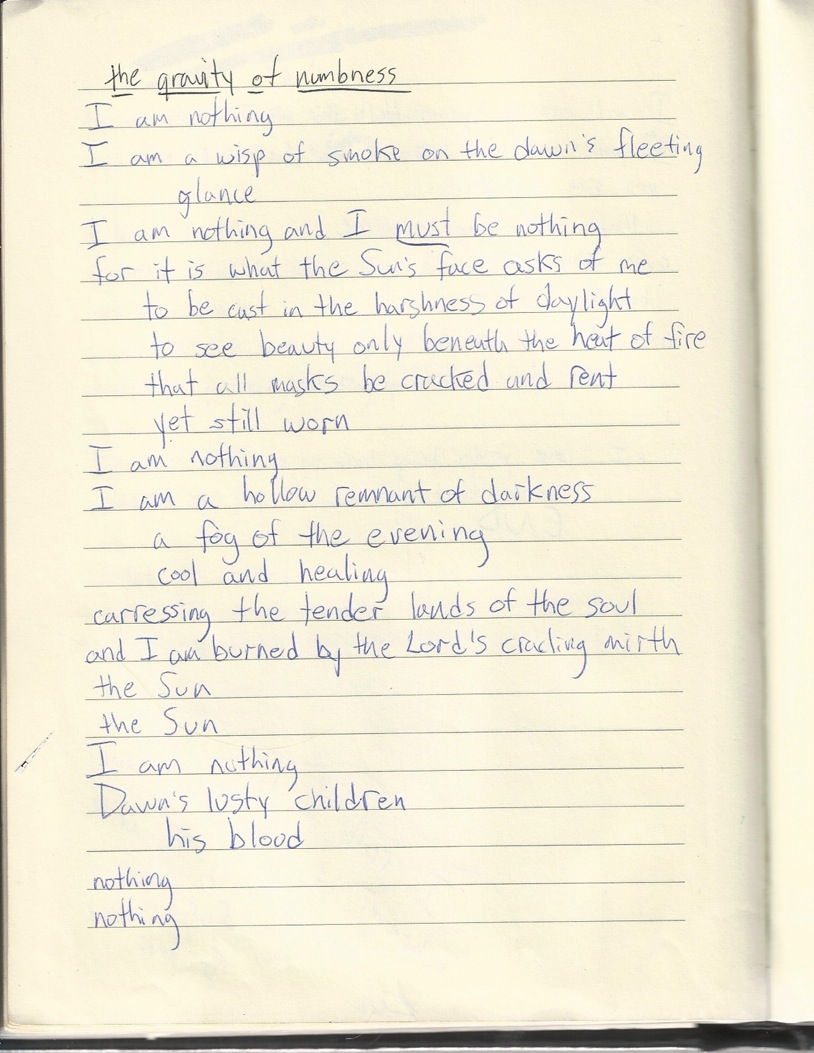 the gravity of numbness
I am nothing
I am a wisp of smoke on the dawn's fleeting
glance
I am nothing and I must be nothing
for it is what the Sun's face asks of me
to be cast in the harshness of daylight
to see beauty only beneath the heat of fire
that all masks be cracked and rent
yet still worn
I am nothing
I am a hollow remnant of darkness
a fog of the evening
cool and healing
carressing the tender lands of the soul
and I am burned by the Lord's cracling mirth
the Sun
the Sun
I am nothing
Dawn's lusty children
his blood
nothing
nothing